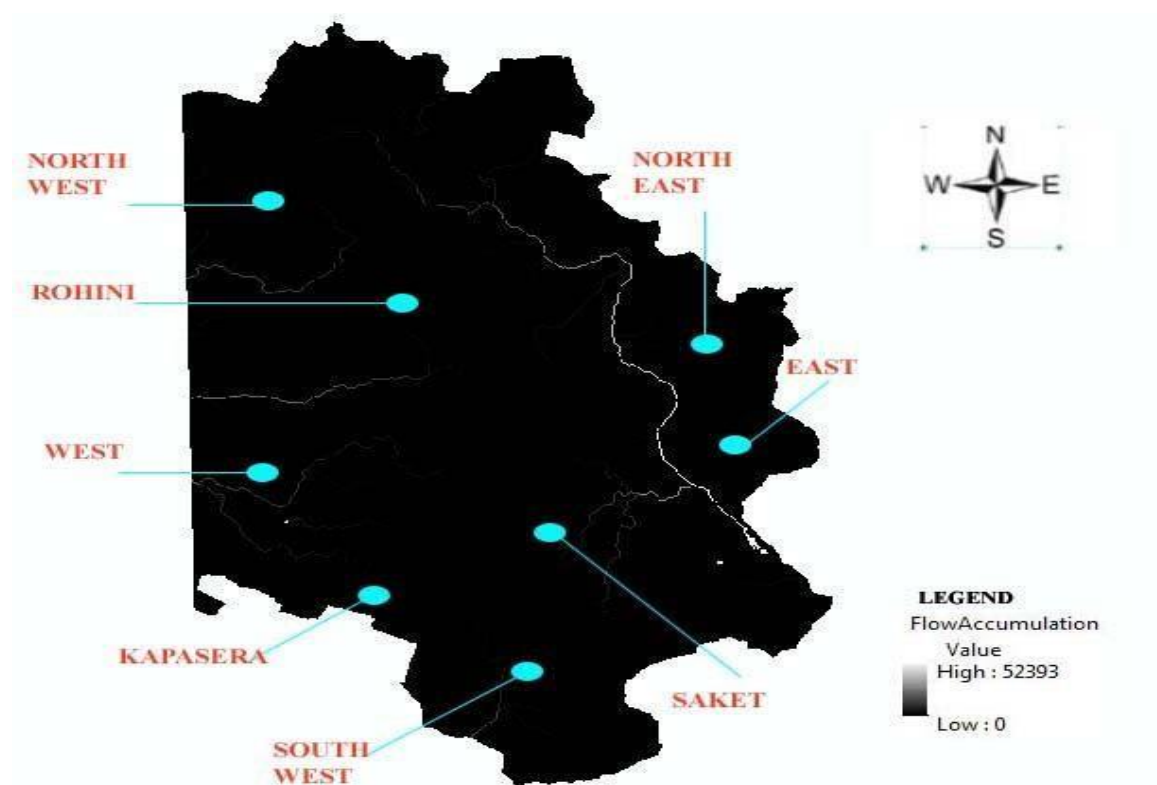 NORTH
WEST
NORTH
EAST
N
W E
S
ROHINI
EAST
WEST
KAPASERA
SAKET
SOUTH
WEST
LEGEND
FlowAccumulation
Value
High : 52393
Low : 0